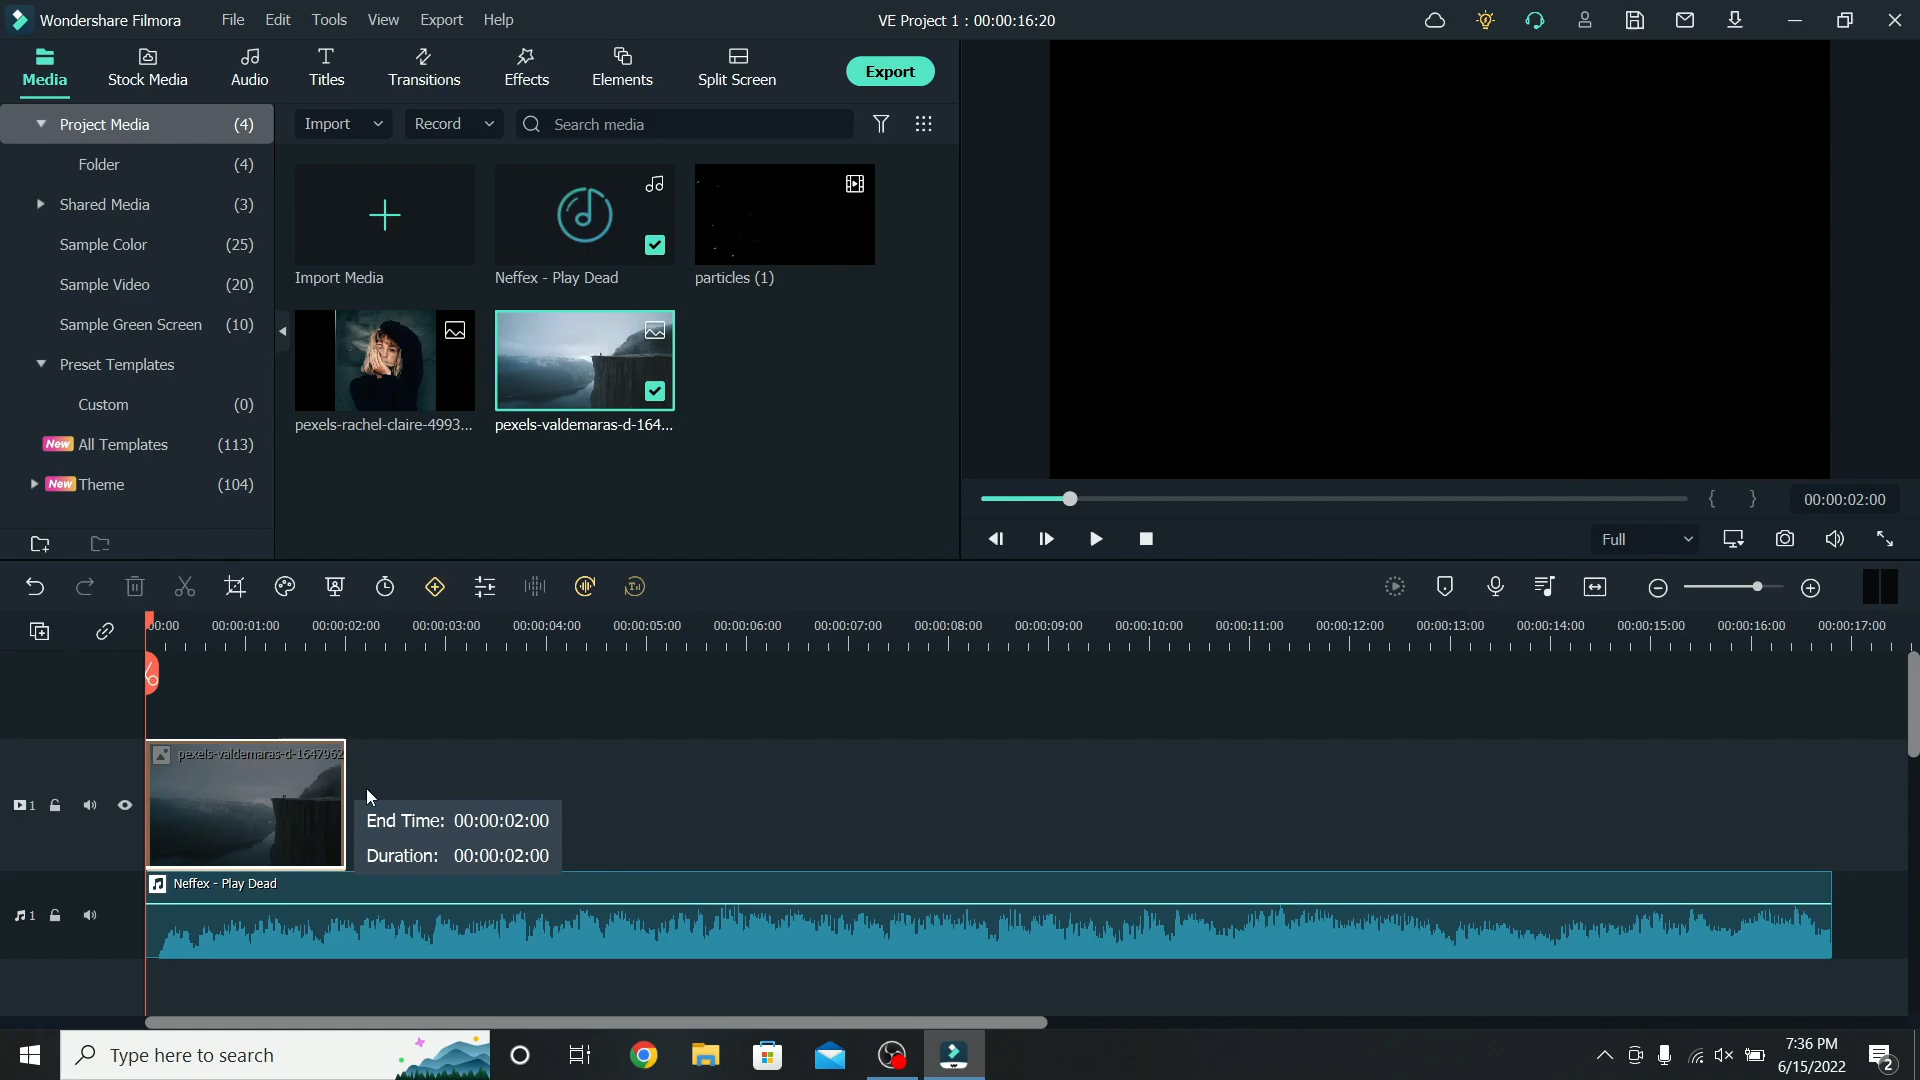 Wondershare Filmora File Edit Tools View Export Help VE Project 1 : 00:00:16:20
Media Stock Media Audio Titles Transitions Effects Elements Split Screen Export
Project Media (4) Import Record Search media
Folder (4)
Shared Media (3)
Sample Color (25)
Sample Video (20)
Sample Green Screen (10)
Preset Templates
Custom (0)
New All Templates (113)
New Theme (104)
Import Media Neffex - Play Dead particles (1)
pexels-rachel-claire-4993... pexels-valdemaras-d-164...
{ } 00:00:02:00
Full
00:00 00:00:01:00 00:00:02:00 00:00:03:00 00:00:04:00 00:00:05:00 00:00:06:00 00:00:07:00 00:00:08:00 00:00:09:00 00:00:10:00 00:00:11:00 00:00:12:00 00:00:13:00 00:00:14:00 00:00:15:00 00:00:16:00 00:00:17:00
pexels-valdemaras-d-1647962
1
End Time: 00:00:02:00
Duration: 00:00:02:00
Neffex - Play Dead
1
Type here to search
7:36 PM
6/15/2022
2